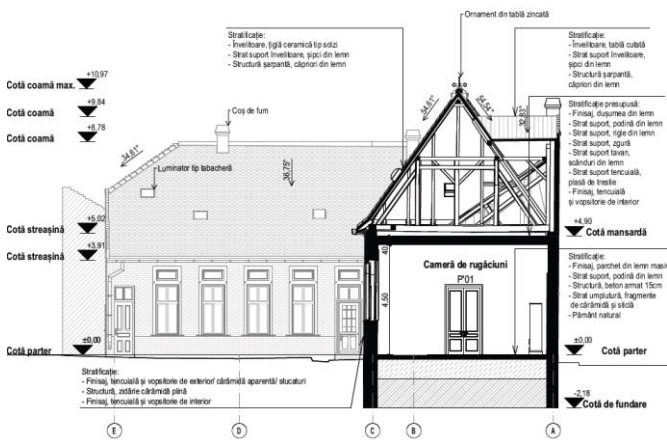 Ornament din tablă zincată
Stratificație:
- Învelitoare, țiglă ceramică tip solzi
- Strat suport învelitoare, șipci din lemn
- Structură șarpantă, căpriori din lemn
Stratificație:
- Învelitoare, tablă cutată
- Strat suport învelitoare,
șipci din lemn
- Structură șarpantă,
căpriori din lemn
Cotă coamă max.
+10,97
Cotă coamă
+9,84
Cotă coamă
+8,78
Coș de fum
54,61°
54,54°
32,83°
Stratificație presupusă:
- Finisaj, dușumea din lemn
- Strat suport, podină din lemn
- Strat suport, rigle din lemn
- Strat suport, zgură
- Strat suport tavan,
scânduri din lemn
- Strat suport tencuială,
plasă de trestie
- Finisaj, tencuială
și vopsitorie de interior
34,61°
36,75°
Luminator tip tabacheră
Cotă streașină
+5,02
Cotă streașină
+3,91
+4,90
Cotă mansardă
40
4,50
Cameră de rugăciuni
P'01
Stratificație:
- Finisaj, parchet din lemn masiv
- Strat suport, podină din lemn
- Structură, beton armat 15cm
- Strat umplutură, fragmente
de cărămidă și sticlă
- Pământ natural
±0,00
Cotă parter
±0,00
Cotă parter
Stratificație:
- Finisaj, tencuială și vopsitorie de exterior/ cărămidă aparentă/ stucaturi
- Structură, zidărie cărămidă plină
- Finisaj, tencuială și vopsitorie de interior
-2,18
Cotă de fundare
E
D
C
B
A